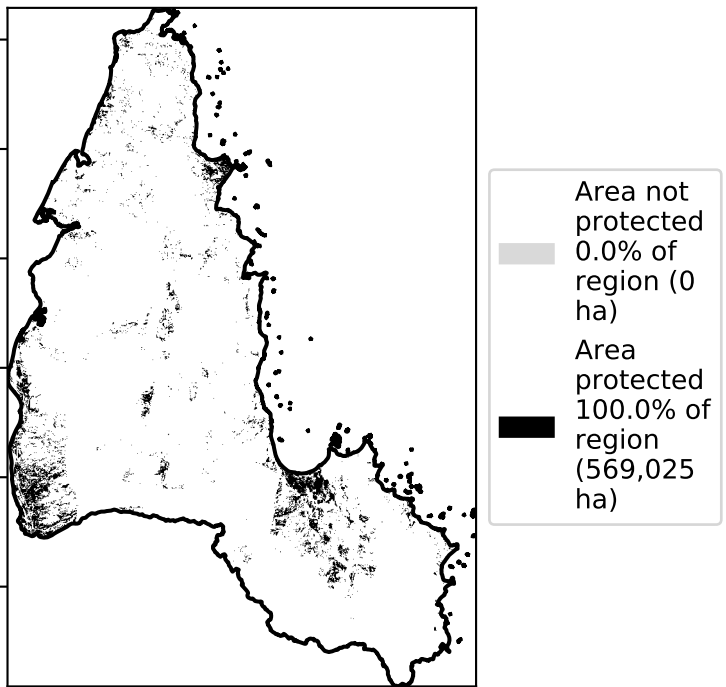 Area not
protected
0.0% of
region (0
ha)
Area
protected
100.0% of
region
(569,025
ha)